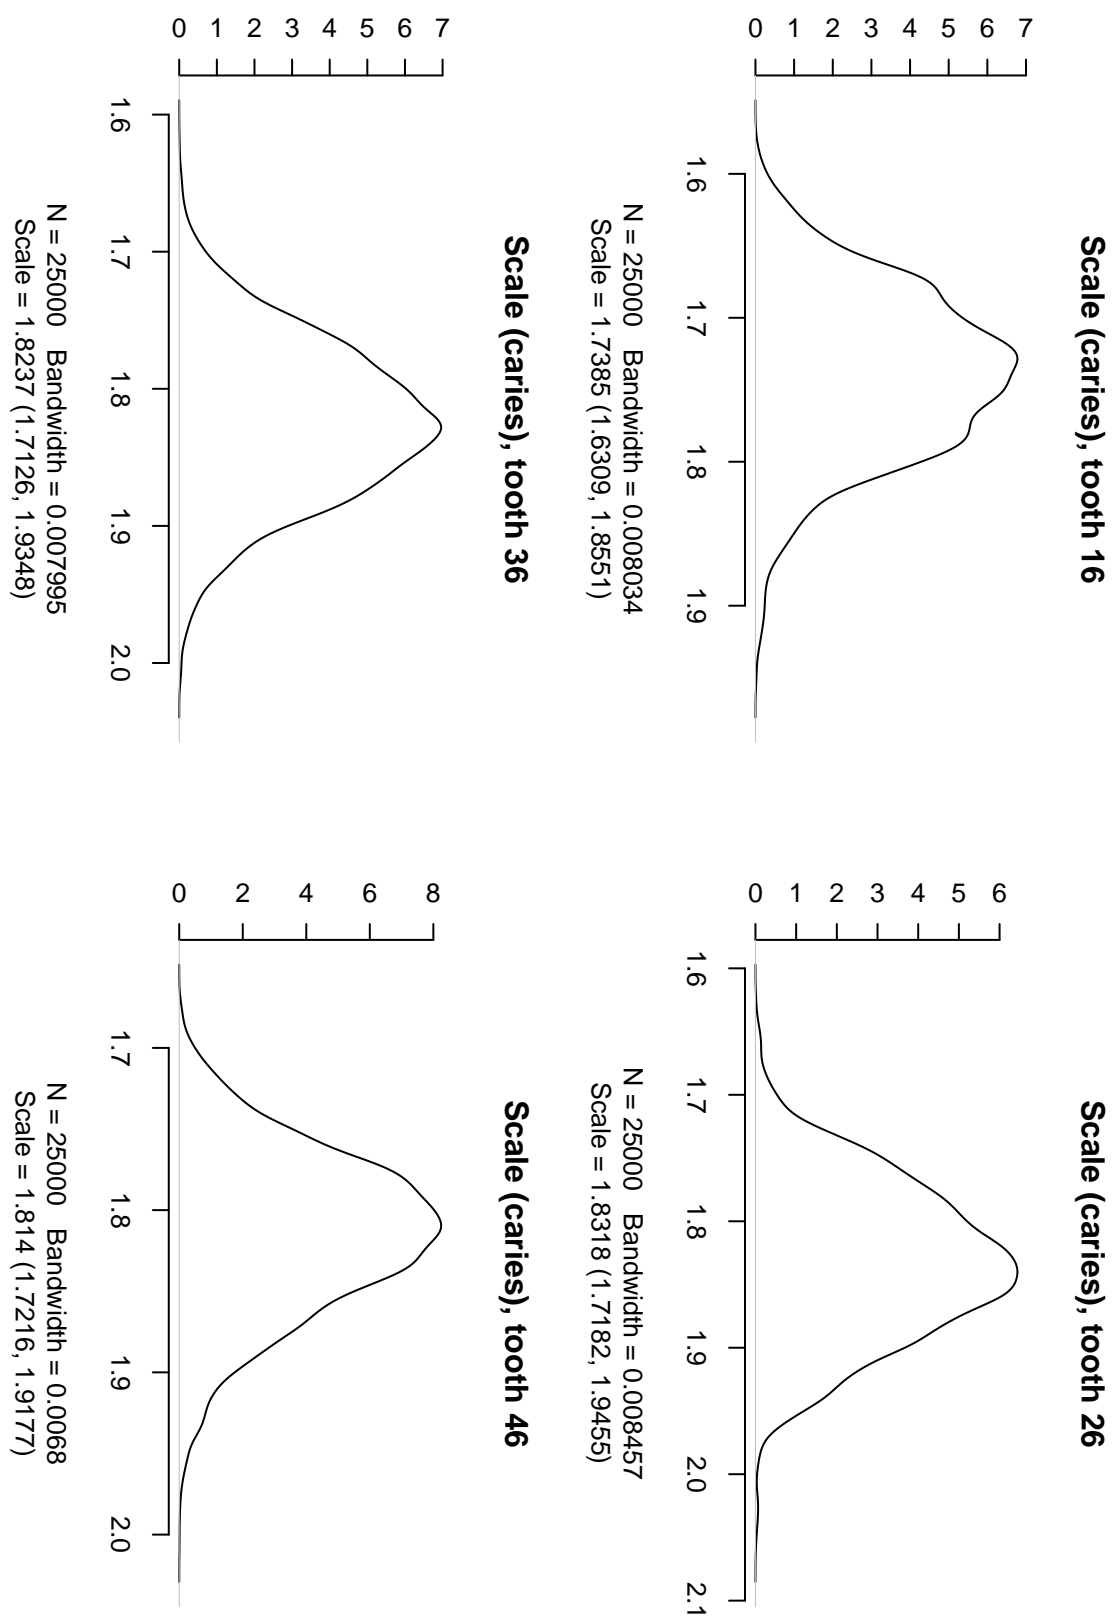 Scale (caries), tooth 16
0 1 2 3 4 5 6 7
1.6 1.7 1.8 1.9
N = 25000 Bandwidth = 0.008034
Scale = 1.7385 (1.6309, 1.8551)
Scale (caries), tooth 26
0 1 2 3 4 5 6
1.6 1.7 1.8 1.9 2.0 2.1
N = 25000 Bandwidth = 0.008457
Scale = 1.8318 (1.7182, 1.9455)
Scale (caries), tooth 36
0 1 2 3 4 5 6 7
1.6 1.7 1.8 1.9 2.0
N = 25000 Bandwidth = 0.007995
Scale = 1.8237 (1.7126, 1.9348)
Scale (caries), tooth 46
0 2 4 6 8
1.7 1.8 1.9 2.0
N = 25000 Bandwidth = 0.0068
Scale = 1.814 (1.7216, 1.9177)